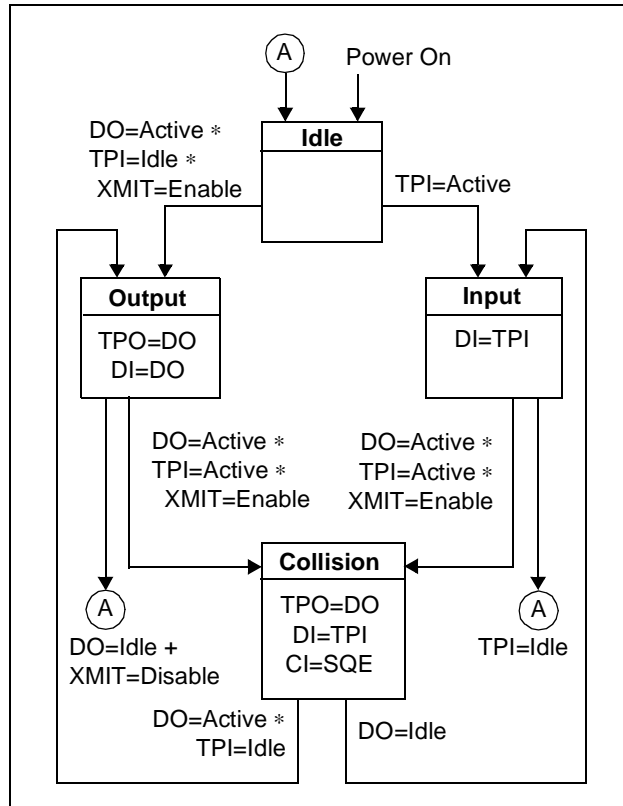 A
Power On
DO=Active *
TPI=Idle *
XMIT=Enable
Idle
TPI=Active
Output
TPO=DO
DI=DO
Input
DI=TPI
DO=Active *
TPI=Active *
XMIT=Enable
DO=Active *
TPI=Active *
XMIT=Enable
Collision
TPO=DO
DI=TPI
CI=SQE
A
DO=Idle +
XMIT=Disable
A
TPI=Idle
DO=Active *
TPI=Idle
DO=Idle